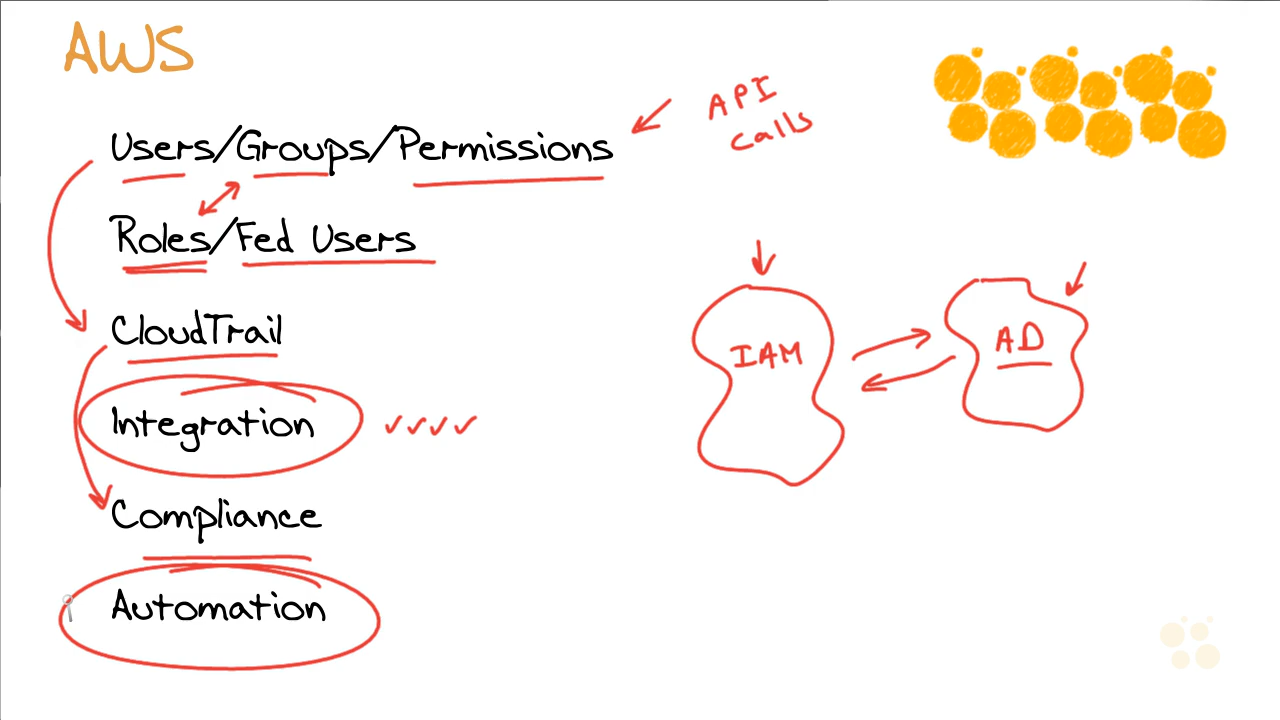 AWS
Users/Groups/Permissions
API
calls
Roles/Fed Users
CloudTrail
IAM
AD
Integration
Compliance
Automation